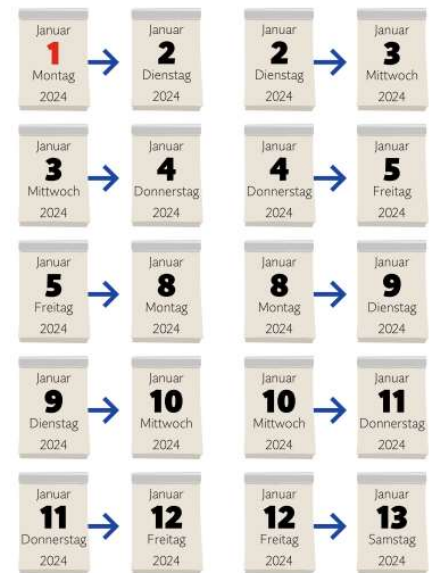 Januar
1
Montag
2024
Januar
2
Dienstag
2024
Januar
2
Dienstag
2024
Januar
3
Mittwoch
2024
Januar
3
Mittwoch
2024
Januar
4
Donnerstag
2024
Januar
4
Donnerstag
2024
Januar
5
Freitag
2024
Januar
5
Freitag
2024
Januar
8
Montag
2024
Januar
8
Montag
2024
Januar
9
Dienstag
2024
Januar
9
Dienstag
2024
Januar
10
Mittwoch
2024
Januar
10
Mittwoch
2024
Januar
11
Donnerstag
2024
Januar
11
Donnerstag
2024
Januar
12
Freitag
2024
Januar
12
Freitag
2024
Januar
13
Samstag
2024